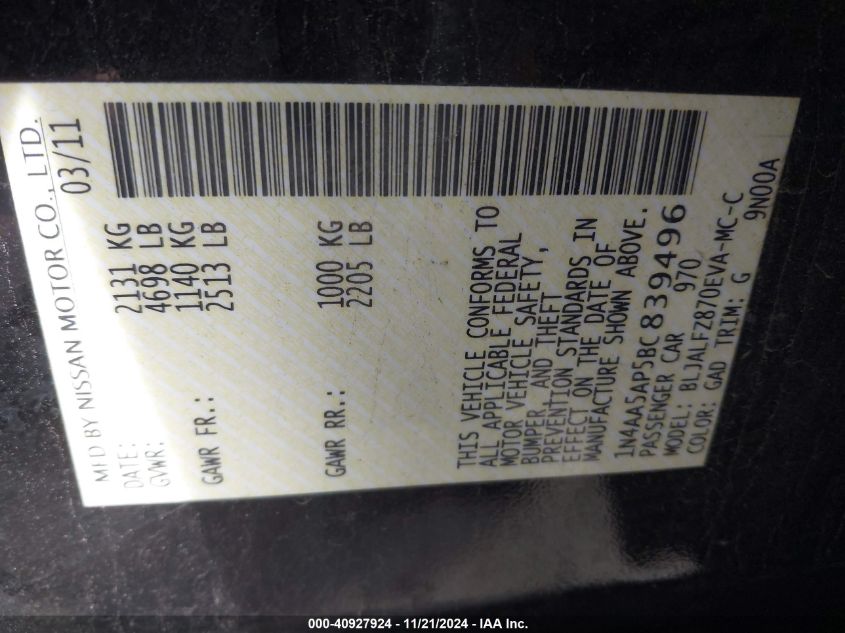 MFD BY NISSAN MOTOR CO., LTD.
DATE: 03/11
GVWR: 2131 KG
4698 LB
GAWR FR.: 1140 KG
2513 LB
GAWR RR.: 1000 KG
2205 LB
THIS VEHICLE CONFORMS TO
ALL APPLICABLE FEDERAL
MOTOR VEHICLE SAFETY,
BUMPER, AND THEFT
PREVENTION STANDARDS IN
EFFECT ON THE DATE OF
MANUFACTURE SHOWN ABOVE.
1N4AA5AP5BC839496
PASSENGER CAR 970
MODEL: BLJALFZ870EVA-MC-C
COLOR: GAD TRIM: G 9N00A
000-40927924 - 11/21/2024 - IAA Inc.